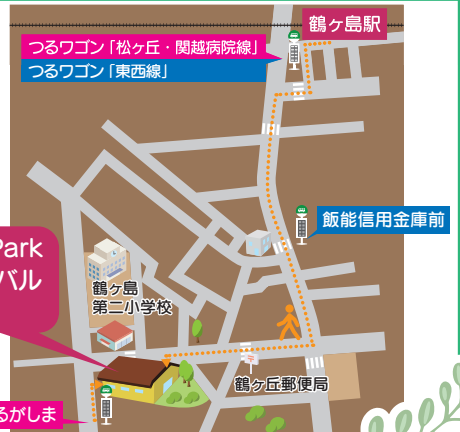 鶴ヶ島駅
つるワゴン「松ヶ丘・関越病院線」
つるワゴン「東西線」
飯能信用金庫前
Park
バル
鶴ヶ島
第二小学校
鶴ヶ丘郵便局
るがしま